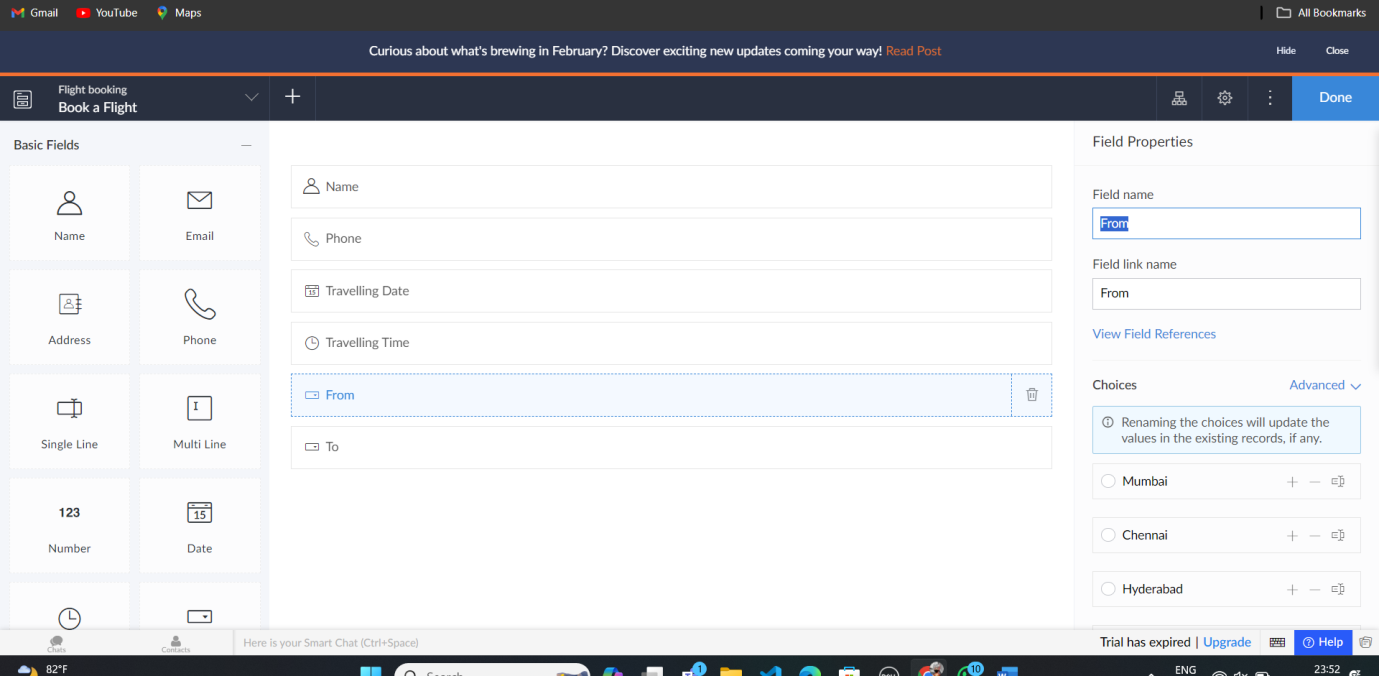 Gmail
YouTube
Maps
All Bookmarks
Curious about what's brewing in February? Discover exciting new updates coming your way! Read Post
Hide
Close
Flight booking
Book a Flight
Done
Basic Fields
Name
Email
Address
Phone
Single Line
Multi Line
123
Number
15
Date
Name
Phone
15
Travelling Date
Travelling Time
From
To
Field Properties
Field name
From
Field link name
From
View Field References
Choices
Advanced
Renaming the choices will update the
values in the existing records, if any.
Mumbai
Chennai
Hyderabad
Chats
Contacts
Here is your Smart Chat (Ctrl+Space)
Trial has expired | Upgrade
Help
82°F
Search
1
10
ENG
23:52